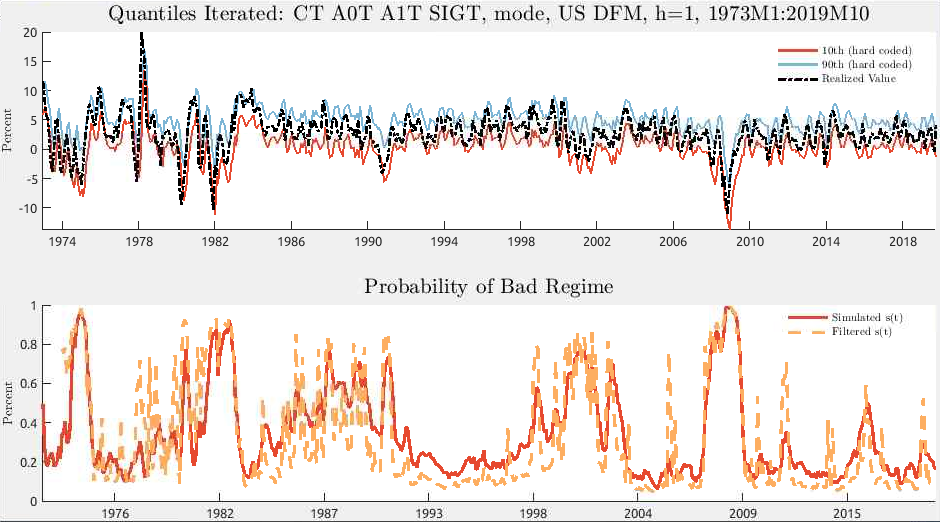 Quantiles Iterated: CT A0T A1T SIGT, mode, US DFM, h=1, 1973M1:2019M10
20
15
10
5
0
-5
-10
Percent
10th (hard coded)
90th (hard coded)
Realized Value
1974 1978 1982 1986 1990 1994 1998 2002 2006 2010 2014 2018
Probability of Bad Regime
1
0.8
0.6
0.4
0.2
0
Percent
Simulated s(t)
Filtered s(t)
1976 1982 1987 1993 1998 2004 2009 2015